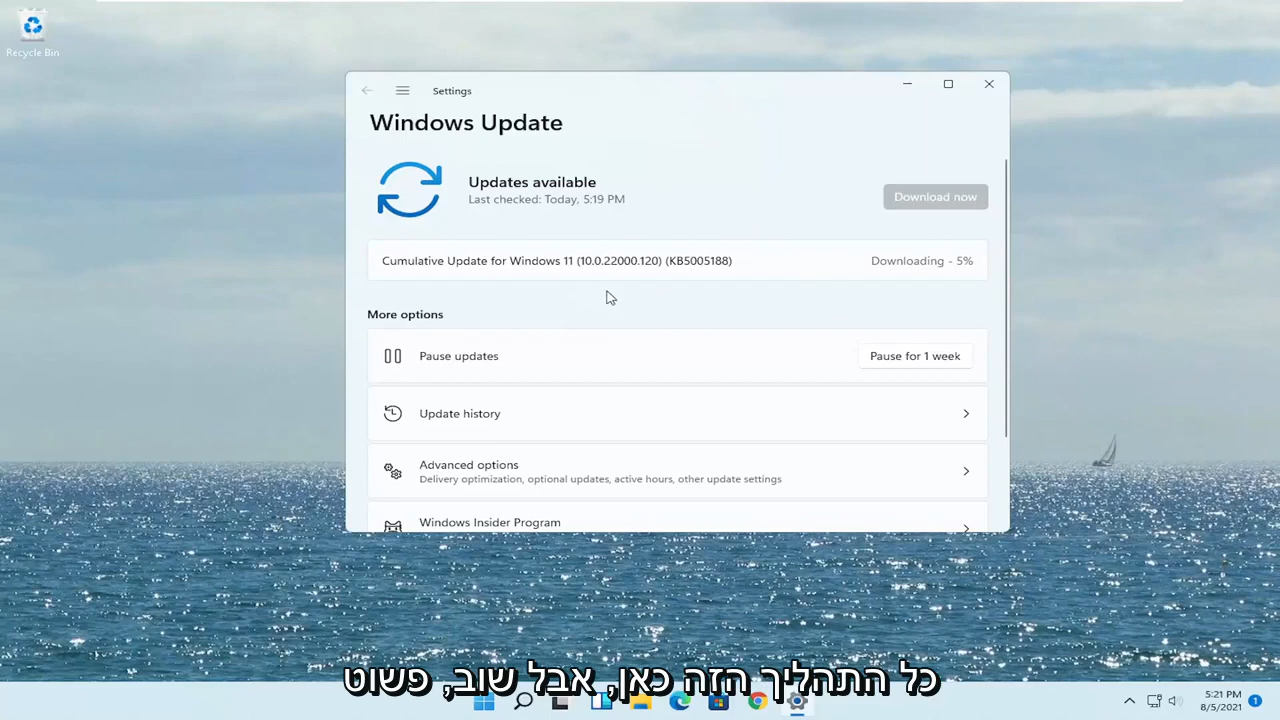 Recycle Bin
Settings
Windows Update
Updates available
Last checked: Today, 5:19 PM
Download now
Cumulative Update for Windows 11 (10.0.22000.120) (KB5005188)
Downloading - 5%
More options
Pause updates
Pause for 1 week
Update history
Advanced options
Delivery optimization, optional updates, active hours, other update settings
Windows Insider Program
כל התהליך הזה כאן, אבל שוב, פשוט
5:21 PM
8/5/2021
1